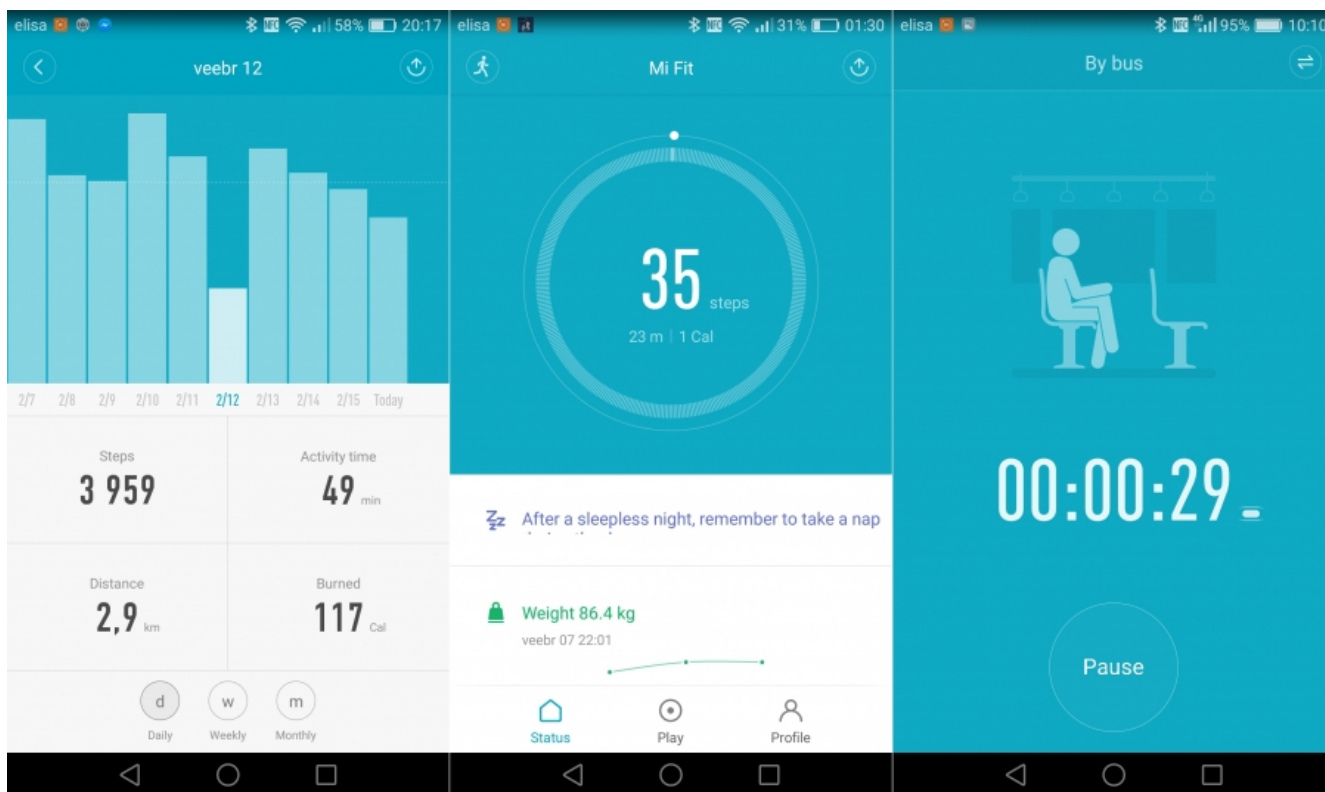 elisa 58% 20:17
veebr 12
2/7 2/8 2/9 2/10 2/11 2/12 2/13 2/14 2/15 Today
Steps
3 959
Activity time
49 min
Distance
2,9 km
Burned
117 Cal
d w m
Daily Weekly Monthly
elisa NFC 31% 01:30
Mi Fit
35 steps
23 m | 1 Cal
After a sleepless night, remember to take a nap
Weight 86.4 kg
veebr 07 22:01
Status Play Profile
elisa NFC 4G 95% 10:10
By bus
00:00:29
Pause